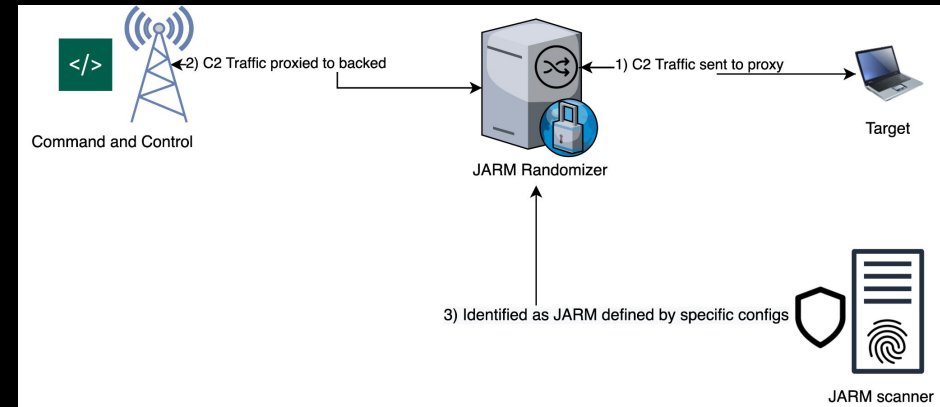 </>
2) C2 Traffic proxied to backed
1) C2 Traffic sent to proxy
Command and Control
Target
JARM Randomizer
3) Identified as JARM defined by specific configs
JARM scanner